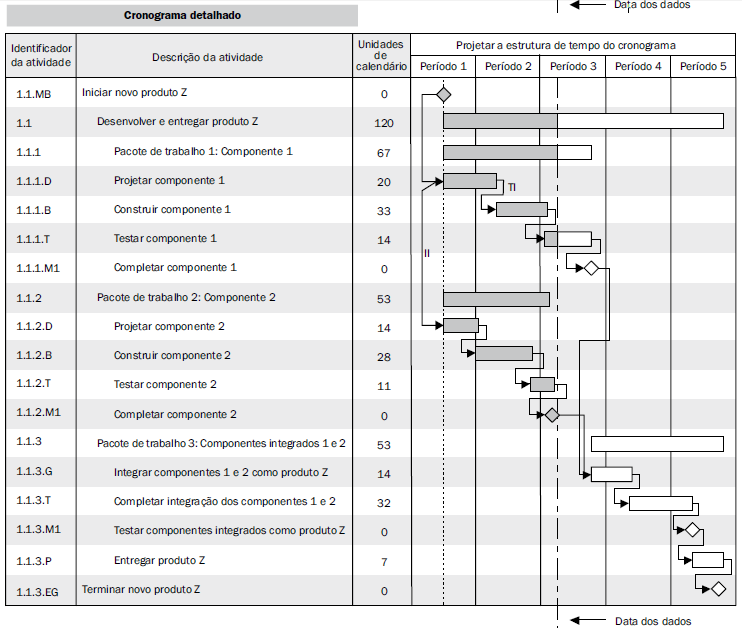 Data dos dados
Cronograma detalhado
Identificador
da atividade
Descrição da atividade
Unidades
de
calendário
Projetar a estrutura de tempo do cronograma
Período 1 Período 2 Período 3 Período 4 Período 5
1.1.MB Iniciar novo produto Z 0
1.1 Desenvolver e entregar produto Z 120
1.1.1 Pacote de trabalho 1: Componente 1 67
1.1.1.D Projetar componente 1 20
TI
1.1.1.B Construir componente 1 33
1.1.1.T Testar componente 1 14
II
1.1.1.M1 Completar componente 1 0
1.1.2 Pacote de trabalho 2: Componente 2 53
1.1.2.D Projetar componente 2 14
1.1.2.B Construir componente 2 28
1.1.2.T Testar componente 2 11
1.1.2.M1 Completar componente 2 0
1.1.3 Pacote de trabalho 3: Componentes integrados 1 e 2 53
1.1.3.G Integrar componentes 1 e 2 como produto Z 14
1.1.3.T Completar integração dos componentes 1 e 2 32
1.1.3.M1 Testar componentes integrados como produto Z 0
1.1.3.P Entregar produto Z 7
1.1.3.EG Terminar novo produto Z 0
Data dos dados